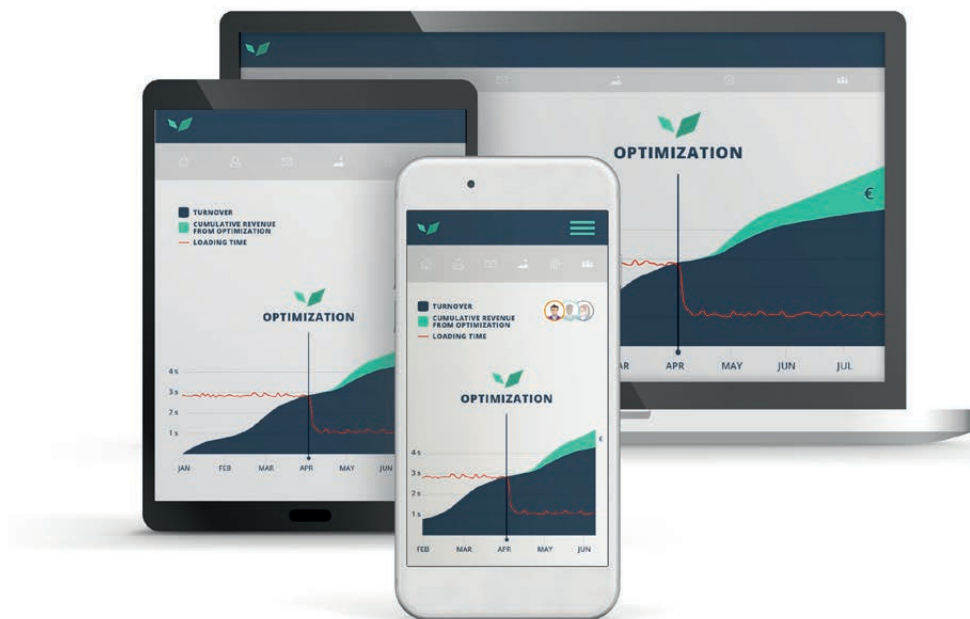 OPTIMIZATION
€
AR APR MAY JUN JUL
TURNOVER
CUMULATIVE REVENUE
FROM OPTIMIZATION
LOADING TIME
OPTIMIZATION
4 s
3 s
2 s
1 s
JAN FEB MAR APR MAY JUN
TURNOVER
CUMULATIVE REVENUE
FROM OPTIMIZATION
LOADING TIME
OPTIMIZATION
€
4 s
3 s
2 s
1 s
FEB MAR APR MAY JUN